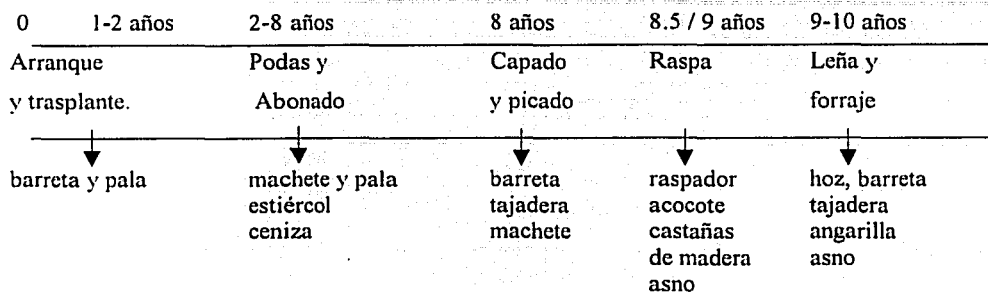 0 1-2 años 2-8 años 8 años 8.5 / 9 años 9-10 años
Arranque Podas y Capado Raspa Leña y
y trasplante. Abonado y picado forraje
barreta y pala machete y pala barreta raspador hoz, barreta
estiércol tajadera acocote tajadera
ceniza machete castañas angarilla
de madera asno
asno